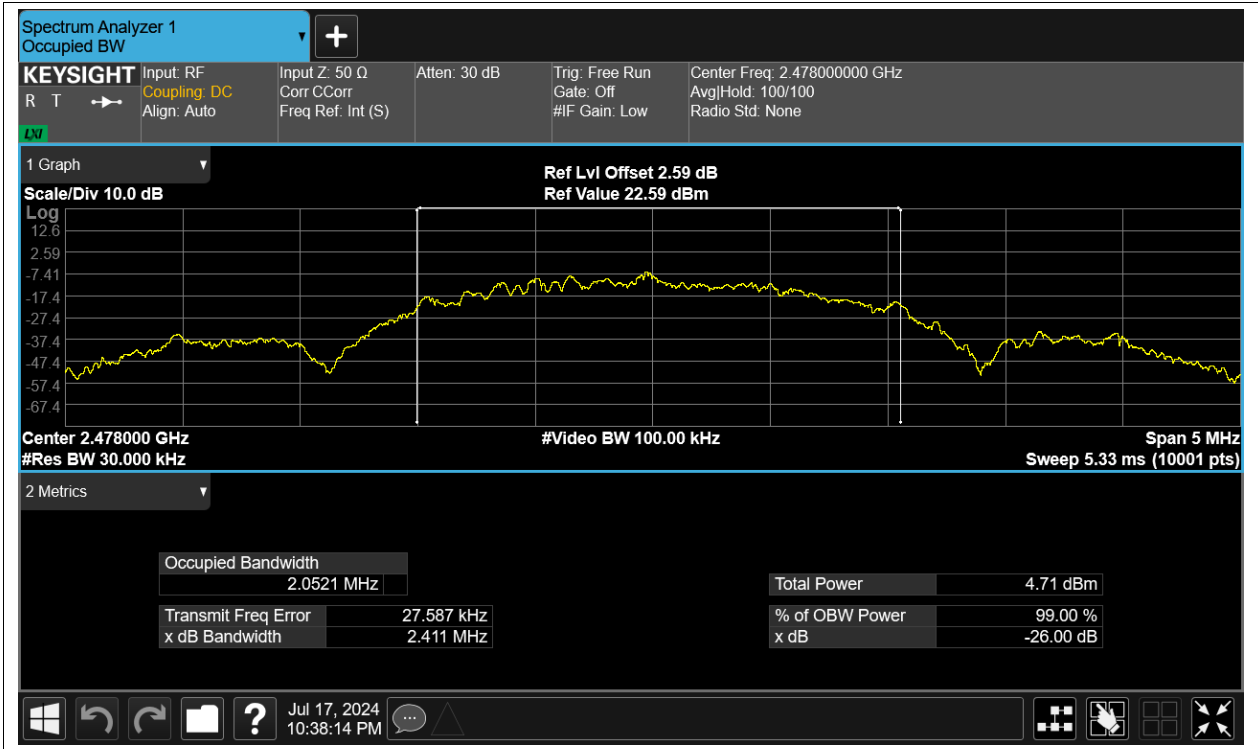 Spectrum Analyzer 1
Occupied BW
KEYSIGHT
R T
LXI
Input: RF
Coupling: DC
Align: Auto
Input Z: 50 Ω
Corr CCorr
Freq Ref: Int (S)
Atten: 30 dB
Trig: Free Run
Gate: Off
#IF Gain: Low
Center Freq: 2.478000000 GHz
Avg|Hold: 100/100
Radio Std: None
1 Graph
Scale/Div 10.0 dB
Ref Lvl Offset 2.59 dB
Ref Value 22.59 dBm
Log
12.6
2.59
-7.41
-17.4
-27.4
-37.4
-47.4
-57.4
-67.4
Center 2.478000 GHz
#Res BW 30.000 kHz
#Video BW 100.00 kHz
Span 5 MHz
Sweep 5.33 ms (10001 pts)
2 Metrics
Occupied Bandwidth
2.0521 MHz
Transmit Freq Error 27.587 kHz
x dB Bandwidth 2.411 MHz
Total Power 4.71 dBm
% of OBW Power 99.00 %
x dB -26.00 dB
?
Jul 17, 2024
10:38:14 PM